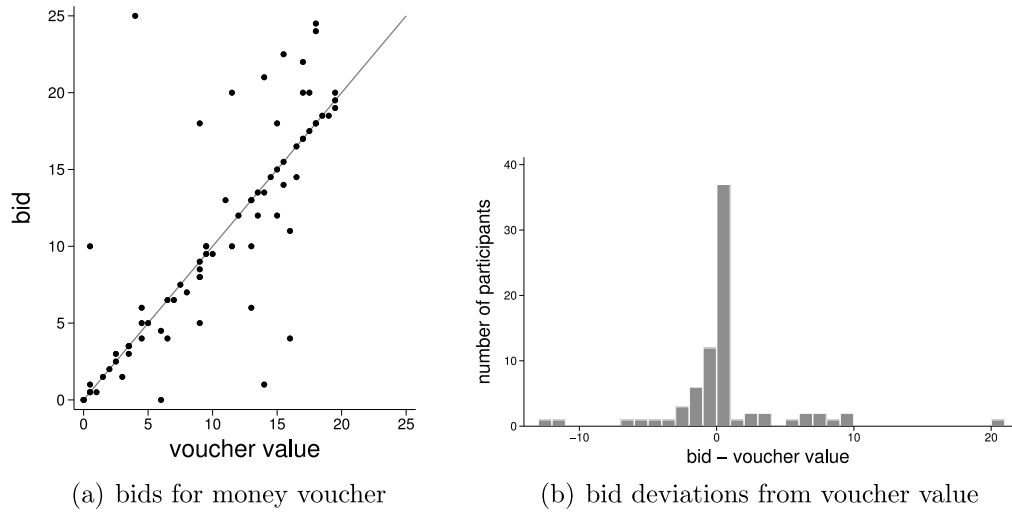 25
20
15
10
5
0
bid
0 5 10 15 20 25
voucher value
(a) bids for money voucher
40
30
20
10
0
number of participants
−10 0 10 20
bid – voucher value
(b) bid deviations from voucher value